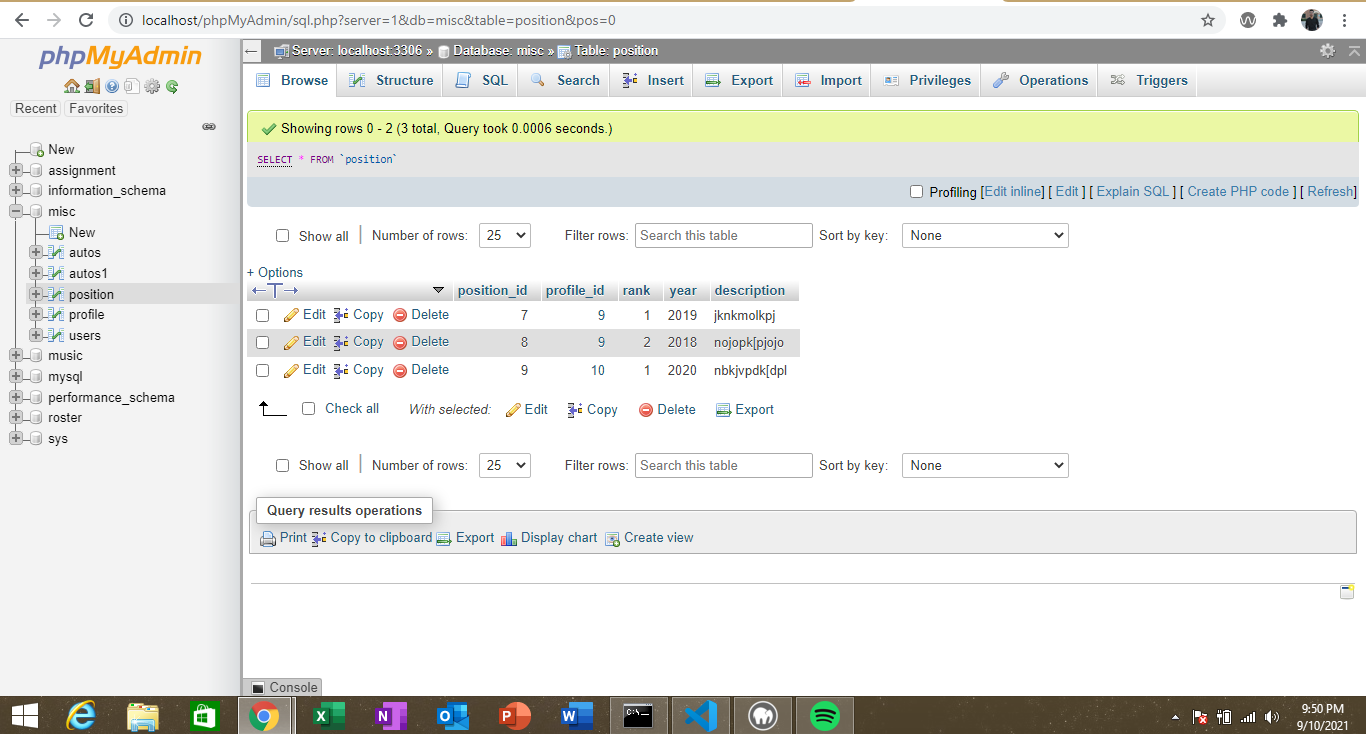 localhost/phpMyAdmin/sql.php?server=1&db=misc&table=position&pos=0
phpMyAdmin
Recent Favorites
New
assignment
information_schema
misc
New
autos
autos1
position
profile
users
music
mysql
performance_schema
roster
sys
Server: localhost:3306 » Database: misc » Table: position
Browse Structure SQL Search Insert Export Import Privileges Operations Triggers
Showing rows 0 - 2 (3 total, Query took 0.0006 seconds.)
SELECT * FROM `position`
Profiling [Edit inline] [ Edit ] [ Explain SQL ] [ Create PHP code ] [ Refresh]
Show all Number of rows: 25 Filter rows: Search this table Sort by key: None
+ Options
←T→ position_id profile_id rank year description
Edit Copy Delete 7 9 1 2019 jknkmolkpj
Edit Copy Delete 8 9 2 2018 nojopk[pjojo
Edit Copy Delete 9 10 1 2020 nbkjvpdk[dpl
Check all With selected: Edit Copy Delete Export
Show all Number of rows: 25 Filter rows: Search this table Sort by key: None
Query results operations
Print Copy to clipboard Export Display chart Create view
Console
9:50 PM
9/10/2021